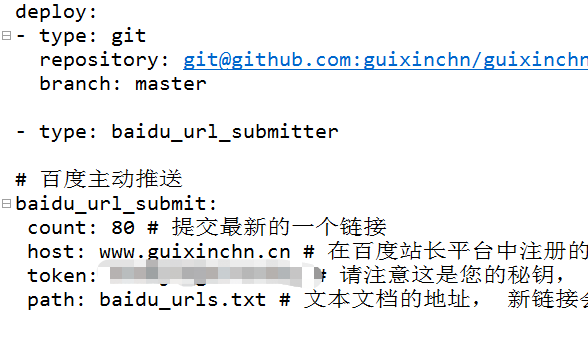 deploy:
- type: git
repository: git@github.com:guixinchn/guixinchn
branch: master
- type: baidu_url_submitter
# 百度主动推送
baidu_url_submit:
count: 80 # 提交最新的一个链接
host: www.guixinchn.cn # 在百度站长平台中注册的
token: # 请注意这是您的秘钥，
path: baidu_urls.txt # 文本文档的地址， 新链接会